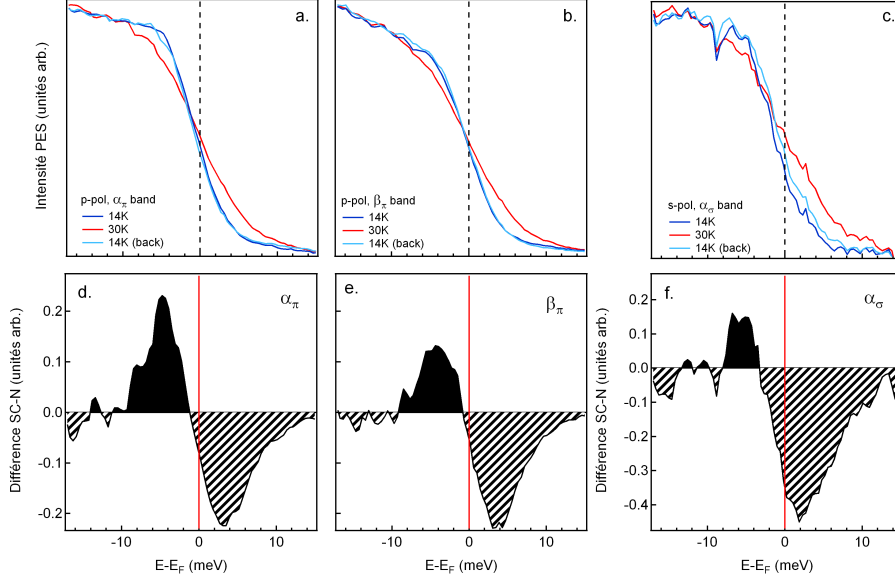 a.
b.
c.
Intensité PES (unités arb.)
p-pol, απ band
14K
30K
14K (back)
p-pol, βπ band
14K
30K
14K (back)
s-pol, ασ band
14K
30K
14K (back)
d.
απ
e.
βπ
f.
ασ
Différence SC-N (unités arb.)
0.2
0.1
0.0
-0.1
-0.2
Différence SC-N (unités arb.)
0.2
0.1
0.0
-0.1
-0.2
-0.3
-0.4
-10
0
10
-10
0
10
-10
0
10
E-EF (meV)
E-EF (meV)
E-EF (meV)